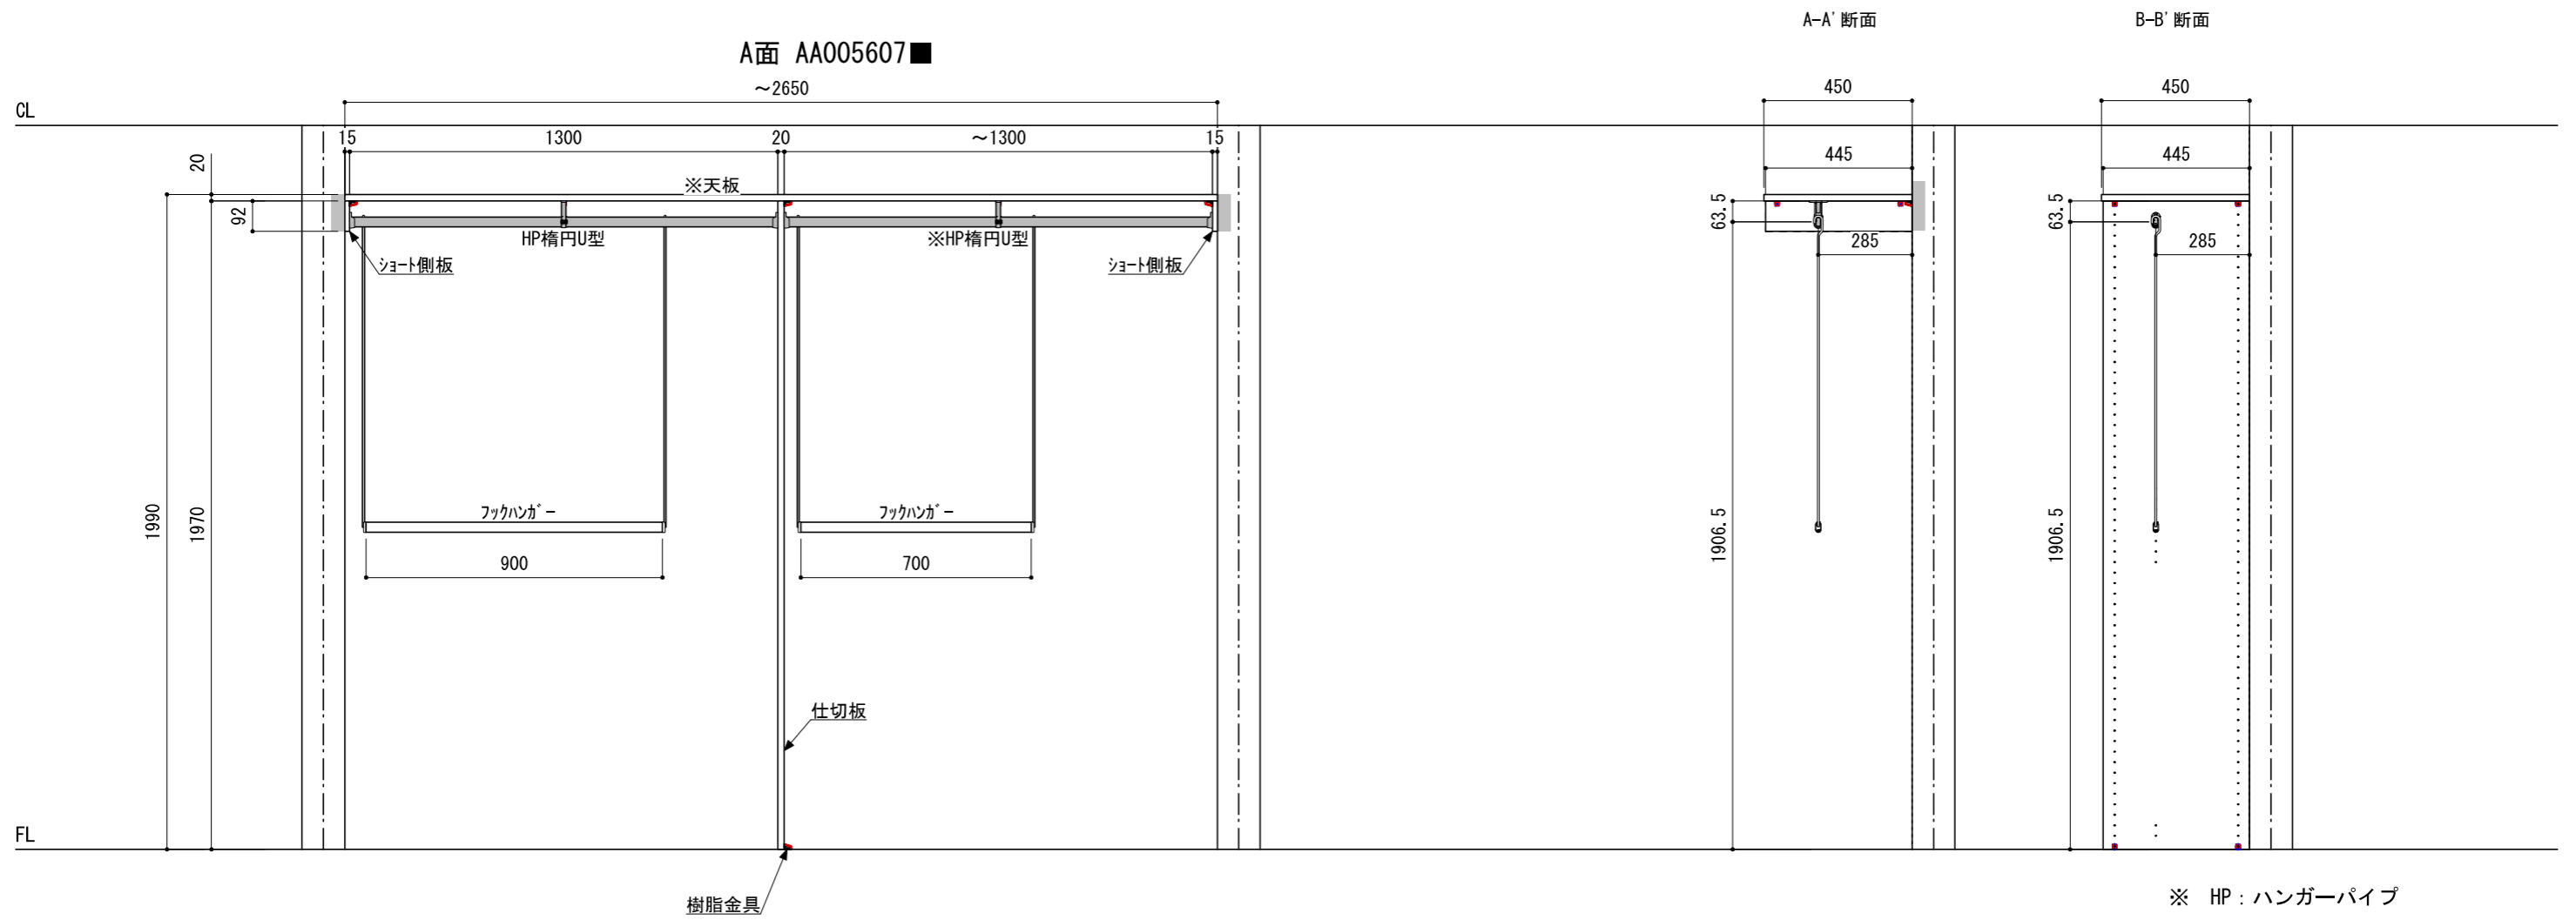 A-A' 断面
B-B' 断面
A面 AA005607■
～2650
450
450
CL
15
1300
20
～1300
15
20
445
445
※天板
92
63.5
63.5
HP楕円U型
※HP楕円U型
285
285
ｼｮｰﾄ側板
ｼｮｰﾄ側板
1990
1970
ﾌｯｸﾊﾝｶﾞｰ
ﾌｯｸﾊﾝｶﾞｰ
1906.5
1906.5
900
700
仕切板
FL
樹脂金具
※ HP：ハンガーパイプ